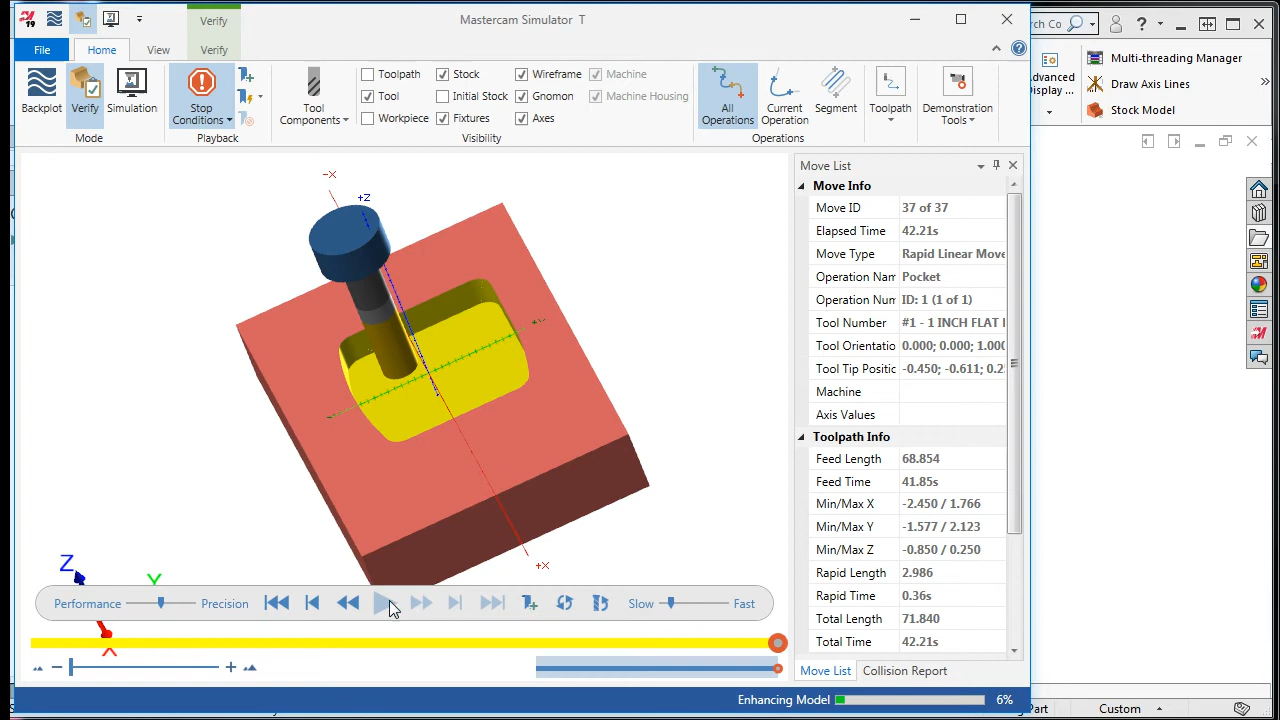 19
Verify
Mastercam Simulator  T
rch Co
File
Home
View
Verify
Backplot
Verify
Simulation
Stop
Conditions
Tool
Components
Toolpath
Tool
Workpiece
Stock
Initial Stock
Fixtures
Wireframe
Gnomon
Axes
Machine
Machine Housing
All
Operations
Current
Operation
Segment
Toolpath
Demonstration
Tools
Mode
Playback
Visibility
Operations
dvanced
Display ...
Multi-threading Manager
Draw Axis Lines
Stock Model
-X
+Z
+X
Z
Y
X
Move List
Move Info
Move ID 37 of 37
Elapsed Time 42.21s
Move Type Rapid Linear Move
Operation Nam Pocket
Operation Num ID: 1 (1 of 1)
Tool Number #1 - 1 INCH FLAT
Tool Orientatio 0.000; 0.000; 1.000
Tool Tip Positic -0.450; -0.611; 0.2
Machine
Axis Values
Toolpath Info
Feed Length 68.854
Feed Time 41.85s
Min/Max X -2.450 / 1.766
Min/Max Y -1.577 / 2.123
Min/Max Z -0.850 / 0.250
Rapid Length 2.986
Rapid Time 0.36s
Total Length 71.840
Total Time 42.21s
Performance
Precision
Slow
Fast
Move List
Collision Report
Enhancing Model
6%
Part
Custom